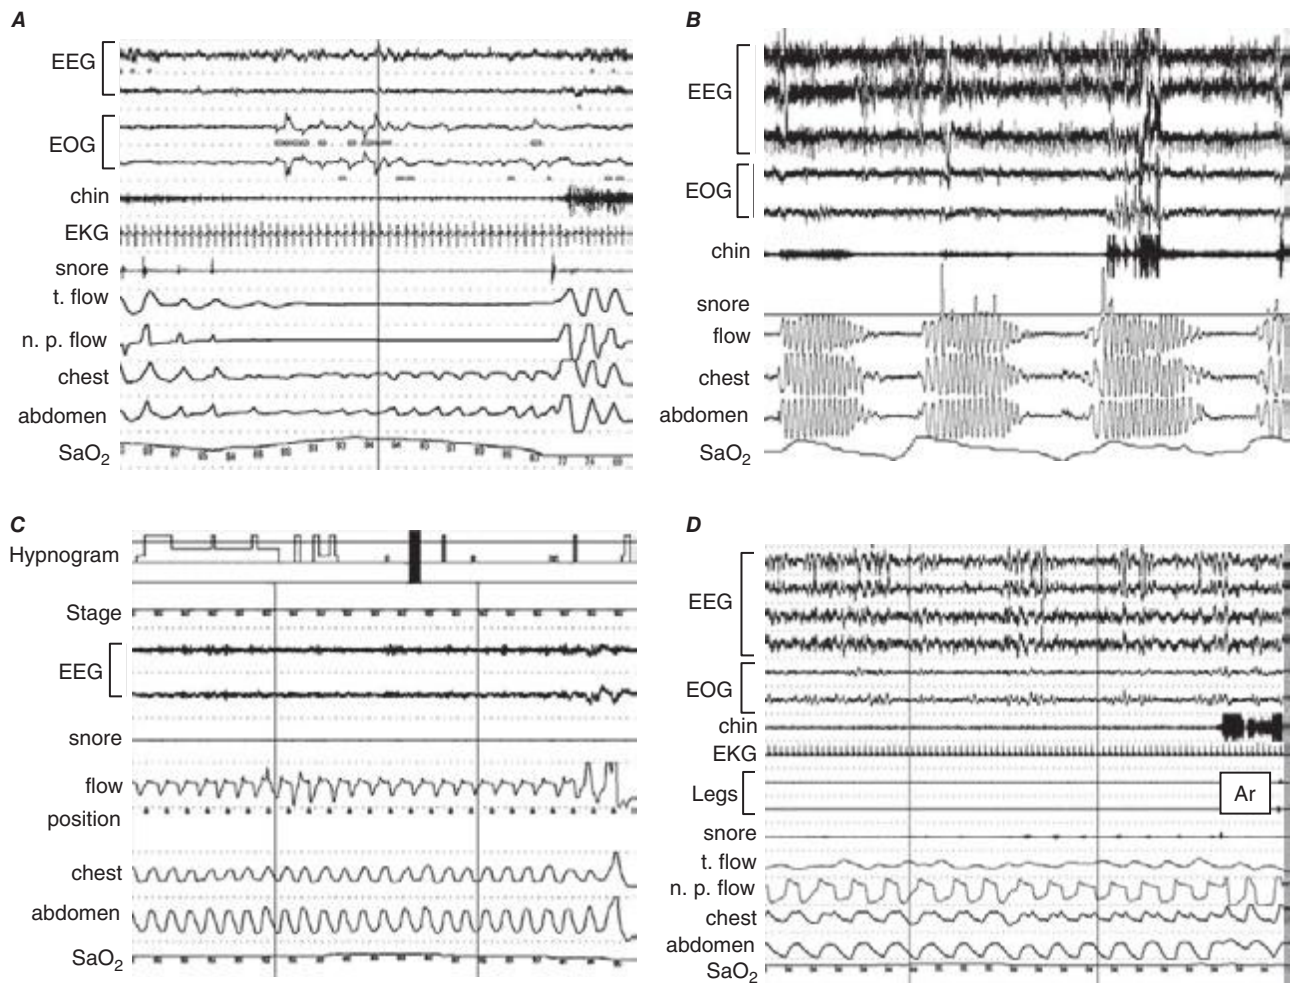 A
EEG
EOG
chin
EKG
snore
t. flow
n. p. flow
chest
abdomen
SaO2
B
EEG
EOG
chin
snore
flow
chest
abdomen
SaO2
C
Hypnogram
Stage
EEG
snore
flow
position
chest
abdomen
SaO2
D
EEG
EOG
chin
EKG
Legs
Ar
snore
t. flow
n. p. flow
chest
abdomen
SaO2